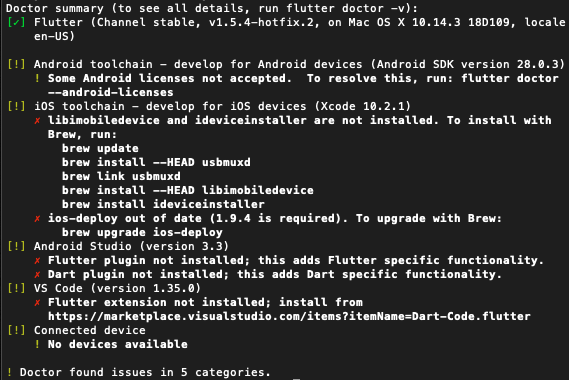 Doctor summary (to see all details, run flutter doctor -v):
[✓] Flutter (Channel stable, v1.5.4-hotfix.2, on Mac OS X 10.14.3 18D109, locale
en-US)
[!] Android toolchain - develop for Android devices (Android SDK version 28.0.3)
! Some Android licenses not accepted.  To resolve this, run: flutter doctor
--android-licenses
[!] iOS toolchain - develop for iOS devices (Xcode 10.2.1)
✗ libimobiledevice and ideviceinstaller are not installed. To install with
Brew, run:
brew update
brew install --HEAD usbmuxd
brew link usbmuxd
brew install --HEAD libimobiledevice
brew install ideviceinstaller
✗ ios-deploy out of date (1.9.4 is required). To upgrade with Brew:
brew upgrade ios-deploy
[!] Android Studio (version 3.3)
✗ Flutter plugin not installed; this adds Flutter specific functionality.
✗ Dart plugin not installed; this adds Dart specific functionality.
[!] VS Code (version 1.35.0)
✗ Flutter extension not installed; install from
https://marketplace.visualstudio.com/items?itemName=Dart-Code.flutter
[!] Connected device
! No devices available
! Doctor found issues in 5 categories.